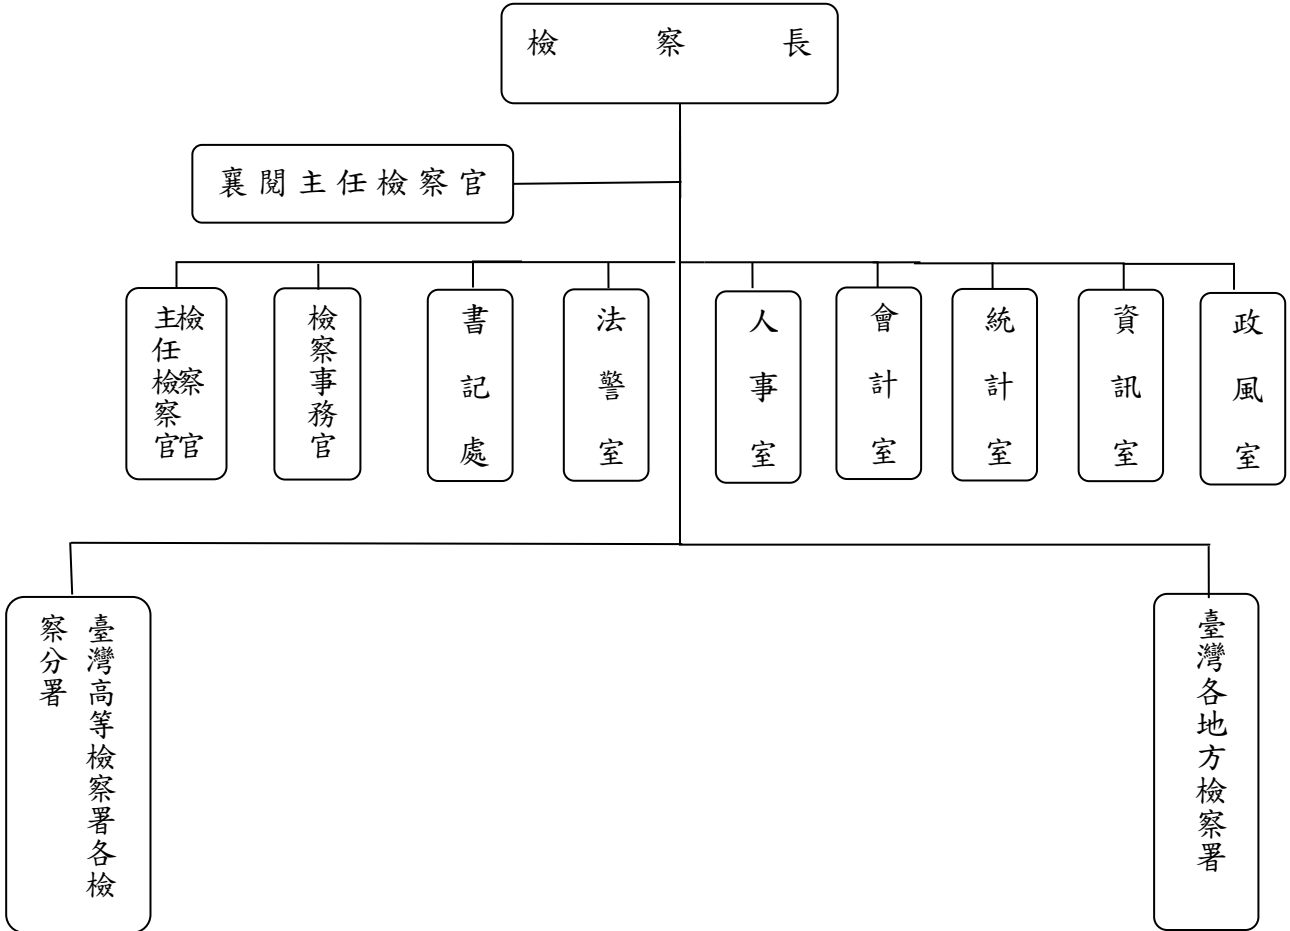 檢察長
襄閱主任檢察官
檢察官
主任檢察官
檢察事務官
書記處
法警室
人事室
會計室
統計室
資訊室
政風室
臺灣高等檢察署各檢
察分署
臺灣各地方檢察署